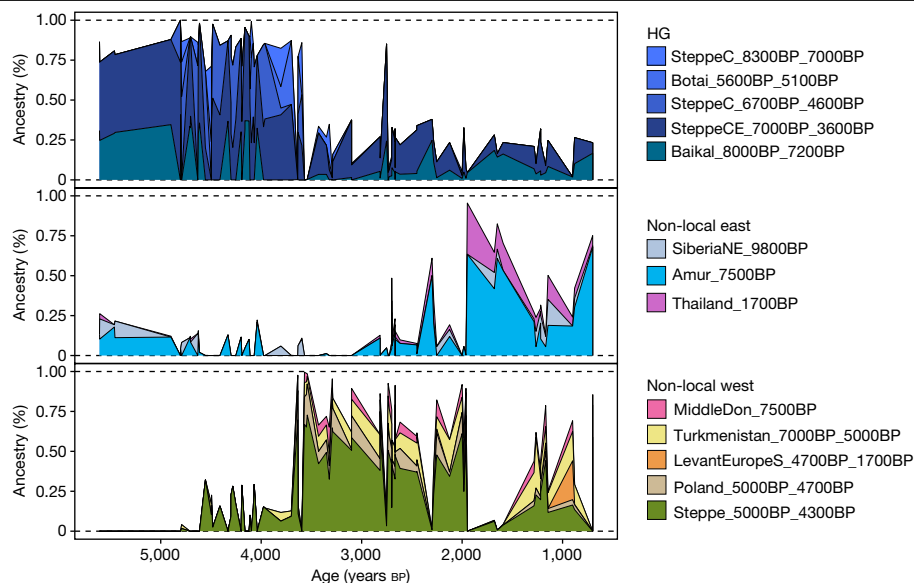 1.00
0.75
0.50
0.25
0
Ancestry (%)
HG
SteppeC_8300BP_7000BP
Botai_5600BP_5100BP
SteppeC_6700BP_4600BP
SteppeCE_7000BP_3600BP
Baikal_8000BP_7200BP
1.00
0.75
0.50
0.25
0
Ancestry (%)
Non-local east
SiberiaNE_9800BP
Amur_7500BP
Thailand_1700BP
1.00
0.75
0.50
0.25
0
Ancestry (%)
Non-local west
MiddleDon_7500BP
Turkmenistan_7000BP_5000BP
LevantEuropeS_4700BP_1700BP
Poland_5000BP_4700BP
Steppe_5000BP_4300BP
5,000 4,000 3,000 2,000 1,000
Age (years BP)